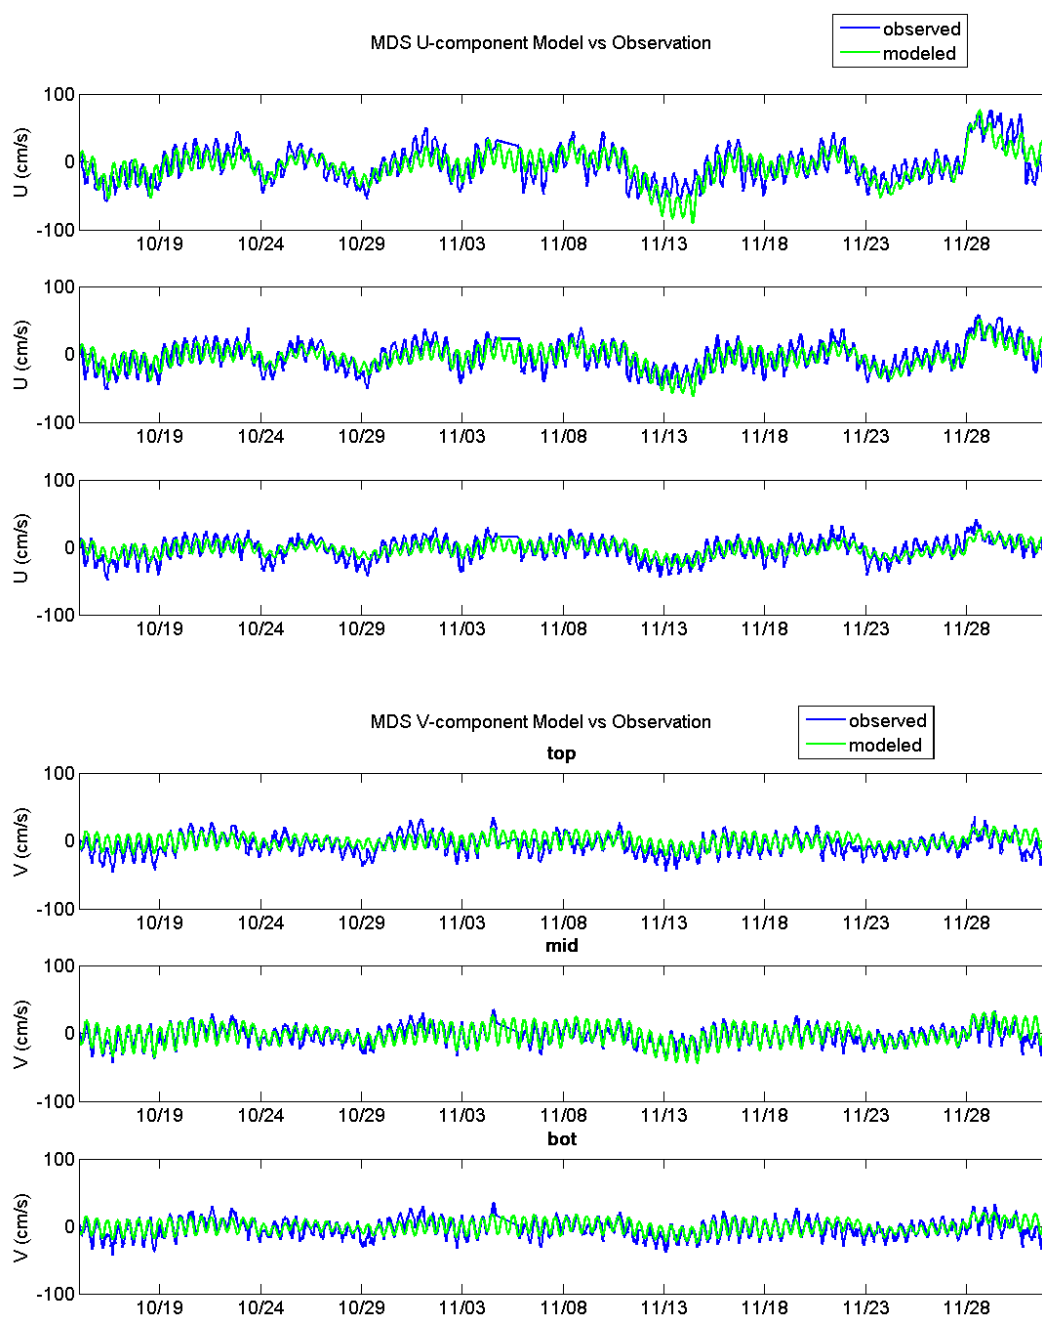 MDS U-component Model vs Observation
observed
modeled
100
0
-100
U (cm/s)
10/19 10/24 10/29 11/03 11/08 11/13 11/18 11/23 11/28
100
0
-100
U (cm/s)
10/19 10/24 10/29 11/03 11/08 11/13 11/18 11/23 11/28
100
0
-100
U (cm/s)
10/19 10/24 10/29 11/03 11/08 11/13 11/18 11/23 11/28
MDS V-component Model vs Observation
observed
modeled
top
100
0
-100
V (cm/s)
10/19 10/24 10/29 11/03 11/08 11/13 11/18 11/23 11/28
mid
100
0
-100
V (cm/s)
10/19 10/24 10/29 11/03 11/08 11/13 11/18 11/23 11/28
bot
100
0
-100
V (cm/s)
10/19 10/24 10/29 11/03 11/08 11/13 11/18 11/23 11/28